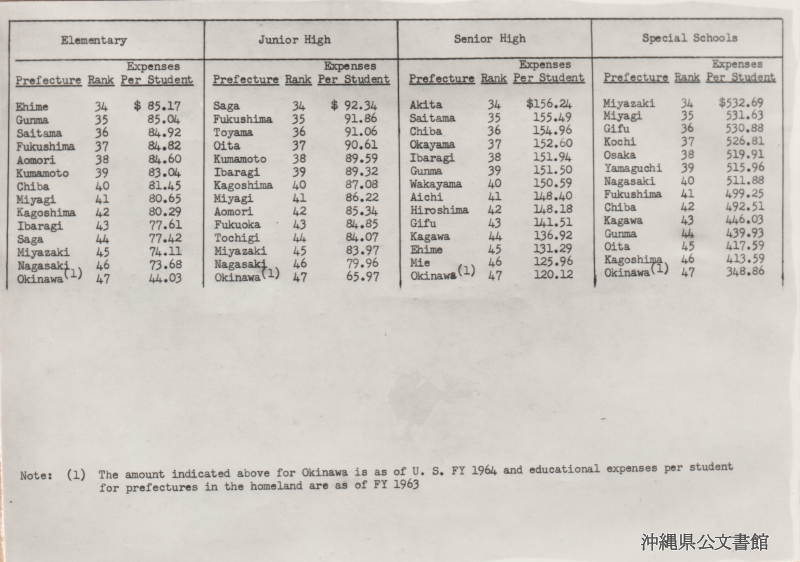 Elementary Junior High Senior High Special Schools
Expenses Expenses Expenses Expenses
Prefecture Rank Per Student Prefecture Rank Per Student Prefecture Rank Per Student Prefecture Rank Per Student
Ehime 34 $ 85.17 Saga 34 $ 92.34 Akita 34 $156.24 Miyazaki 34 $532.69
Gunma 35 85.04 Fukushima 35 91.86 Saitama 35 155.49 Miyagi 35 531.63
Saitama 36 84.92 Toyama 36 91.06 Chiba 36 154.96 Gifu 36 530.88
Fukushima 37 84.82 Oita 37 90.61 Okayama 37 152.60 Kochi 37 526.81
Aomori 38 84.60 Kumamoto 38 89.59 Ibaragi 38 151.94 Osaka 38 519.91
Kumamoto 39 83.04 Ibaragi 39 89.32 Gunma 39 151.50 Yamaguchi 39 515.96
Chiba 40 81.45 Kagoshima 40 87.08 Wakayama 40 150.59 Nagasaki 40 511.88
Miyagi 41 80.65 Miyagi 41 86.22 Aichi 41 148.40 Fukushima 41 499.25
Kagoshima 42 80.29 Aomori 42 85.34 Hiroshima 42 148.18 Chiba 42 492.51
Ibaragi 43 77.61 Fukuoka 43 84.85 Gifu 43 141.51 Kagawa 43 446.03
Saga 44 77.42 Tochigi 44 84.07 Kagawa 44 136.92 Gunma 44 439.93
Miyazaki 45 74.11 Miyazaki 45 83.97 Ehime 45 131.29 Oita 45 417.59
Nagasaki 46 73.68 Nagasaki 46 79.96 Mie 46 125.96 Kagoshima 46 413.59
Okinawa(1) 47 44.03 Okinawa(1) 47 65.97 Okinawa(1) 47 120.12 Okinawa(1) 47 348.86
Note: (1) The amount indicated above for Okinawa is as of U. S. FY 1964 and educational expenses per student
for prefectures in the homeland are as of FY 1963
沖縄県公文書館